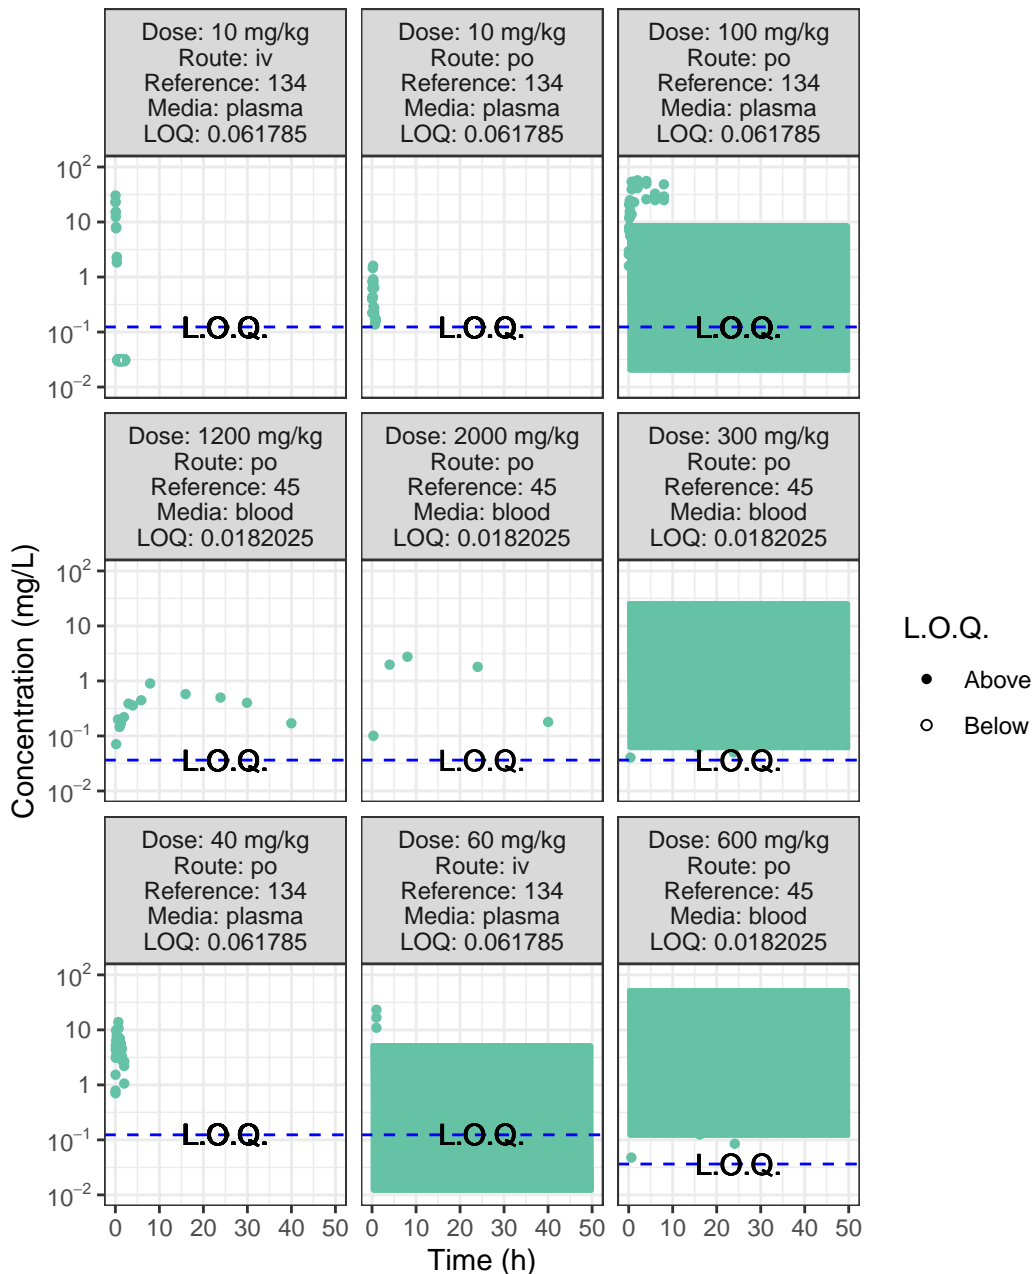 Dose: 10 mg/kg
Route: iv
Reference: 134
Media: plasma
LOQ: 0.061785
Dose: 10 mg/kg
Route: po
Reference: 134
Media: plasma
LOQ: 0.061785
Dose: 100 mg/kg
Route: po
Reference: 134
Media: plasma
LOQ: 0.061785
10²
10
1
10⁻¹
10⁻²
L.O.Q.
L.O.Q.
L.O.Q.
Dose: 1200 mg/kg
Route: po
Reference: 45
Media: blood
LOQ: 0.0182025
Dose: 2000 mg/kg
Route: po
Reference: 45
Media: blood
LOQ: 0.0182025
Dose: 300 mg/kg
Route: po
Reference: 45
Media: blood
LOQ: 0.0182025
Concentration (mg/L)
10²
10
1
10⁻¹
10⁻²
L.O.Q.
L.O.Q.
L.O.Q.
Dose: 40 mg/kg
Route: po
Reference: 134
Media: plasma
LOQ: 0.061785
Dose: 60 mg/kg
Route: iv
Reference: 134
Media: plasma
LOQ: 0.061785
Dose: 600 mg/kg
Route: po
Reference: 45
Media: blood
LOQ: 0.0182025
10²
10
1
10⁻¹
10⁻²
L.O.Q.
L.O.Q.
L.O.Q.
0 10 20 30 40 50
0 10 20 30 40 50
0 10 20 30 40 50
Time (h)
L.O.Q.
Above
Below